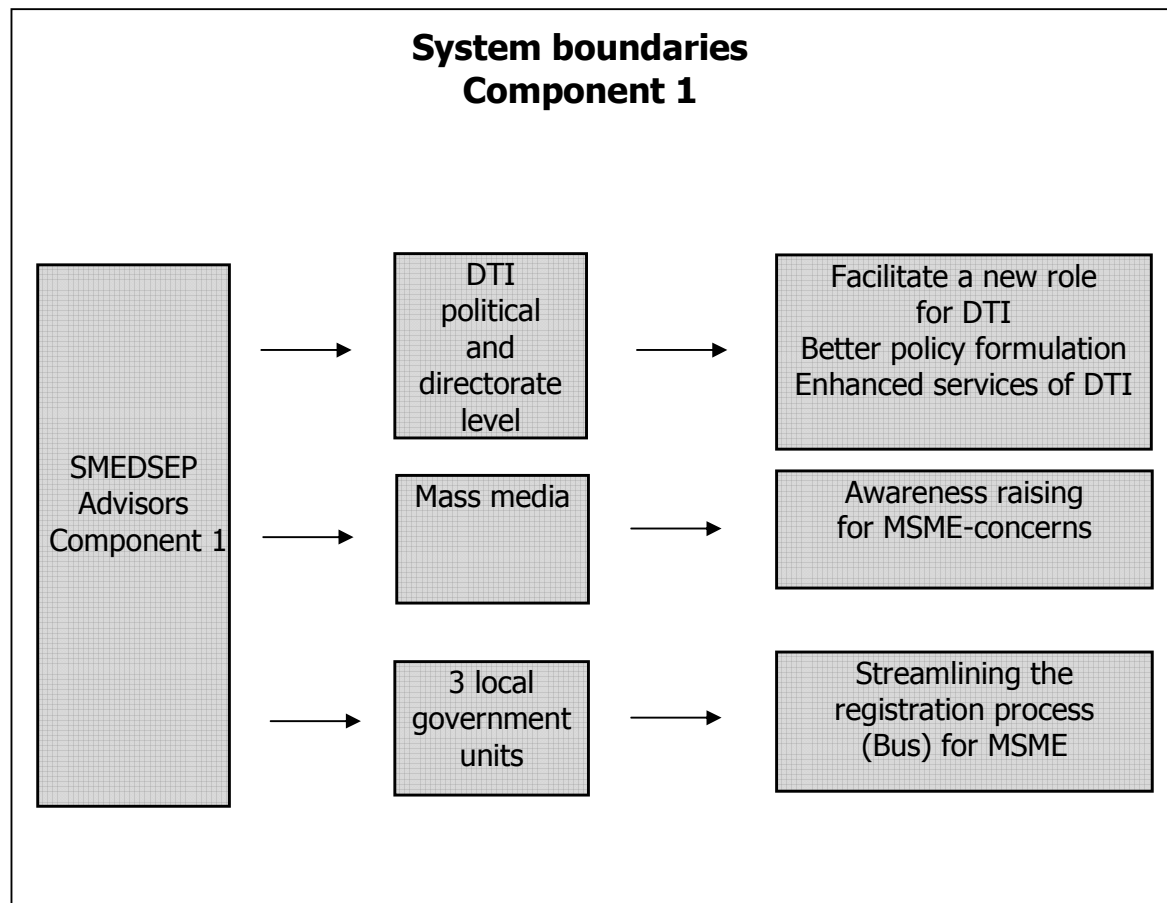 System boundaries
Component 1
SMEDSEP
Advisors
Component 1
DTI
political
and
directorate
level
Facilitate a new role
for DTI
Better policy formulation
Enhanced services of DTI
Mass media
Awareness raising
for MSME-concerns
3 local
government
units
Streamlining the
registration process
(Bus) for MSME